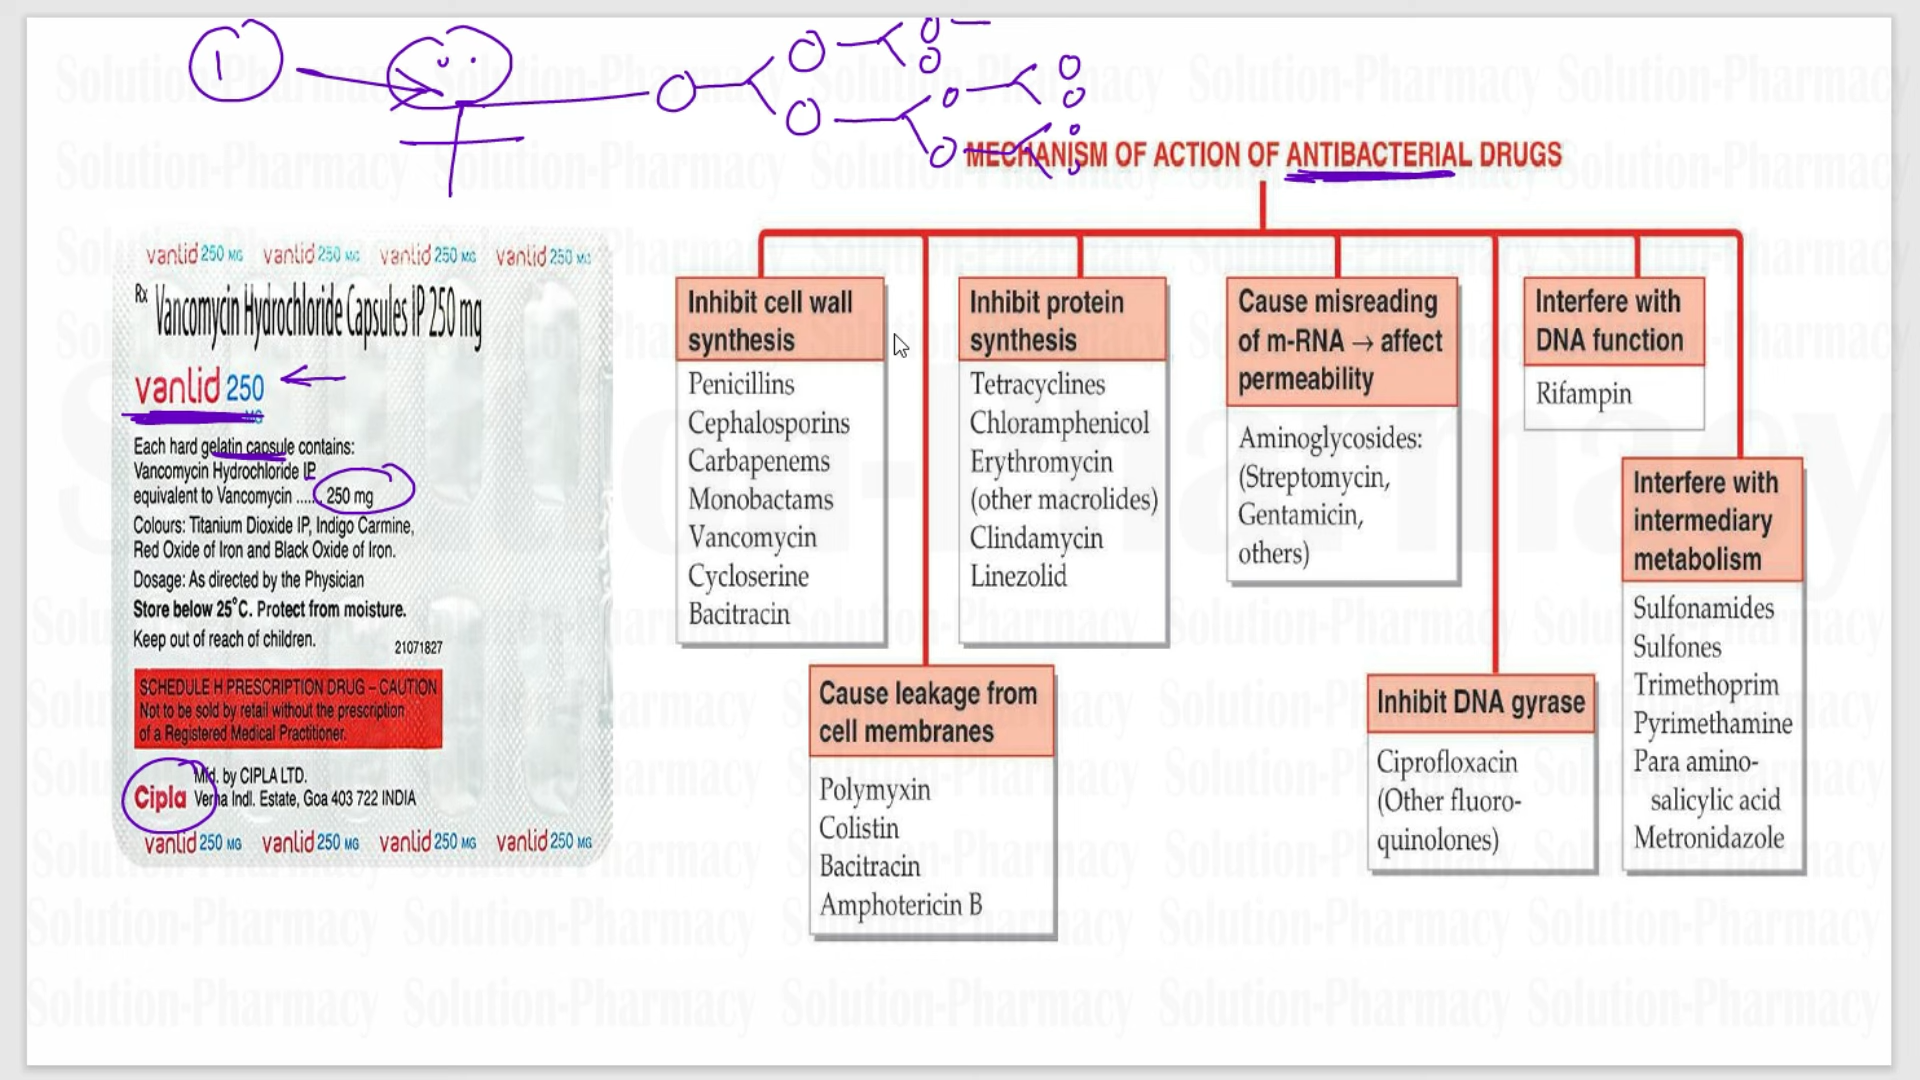 1
MECHANISM OF ACTION OF ANTIBACTERIAL DRUGS
vanlid 250 MG vanlid 250 MG vanlid 250 MG vanlid 250 MG
Rx Vancomycin Hydrochloride Capsules IP 250 mg
vanlid 250
MG
Each hard gelatin capsule contains:
Vancomycin Hydrochloride IP
equivalent to Vancomycin ...... 250 mg
Colours: Titanium Dioxide IP, Indigo Carmine,
Red Oxide of Iron and Black Oxide of Iron.
Dosage: As directed by the Physician
Store below 25°C. Protect from moisture.
Keep out of reach of children.
21071827
SCHEDULE H PRESCRIPTION DRUG – CAUTION
Not to be sold by retail without the prescription
of a Registered Medical Practitioner.
Cipla
Mfd. by CIPLA LTD.
Verna Indl. Estate, Goa 403 722 INDIA
vanlid 250 MG vanlid 250 MG vanlid 250 MG vanlid 250 MG
Inhibit cell wall
synthesis
Penicillins
Cephalosporins
Carbapenems
Monobactams
Vancomycin
Cycloserine
Bacitracin
Cause leakage from
cell membranes
Polymyxin
Colistin
Bacitracin
Amphotericin B
Inhibit protein
synthesis
Tetracyclines
Chloramphenicol
Erythromycin
(other macrolides)
Clindamycin
Linezolid
Cause misreading
of m-RNA → affect
permeability
Aminoglycosides:
(Streptomycin,
Gentamicin,
others)
Inhibit DNA gyrase
Ciprofloxacin
(Other fluoro-
quinolones)
Interfere with
DNA function
Rifampin
Interfere with
intermediary
metabolism
Sulfonamides
Sulfones
Trimethoprim
Pyrimethamine
Para amino-
salicylic acid
Metronidazole
Solution-Pharmacy